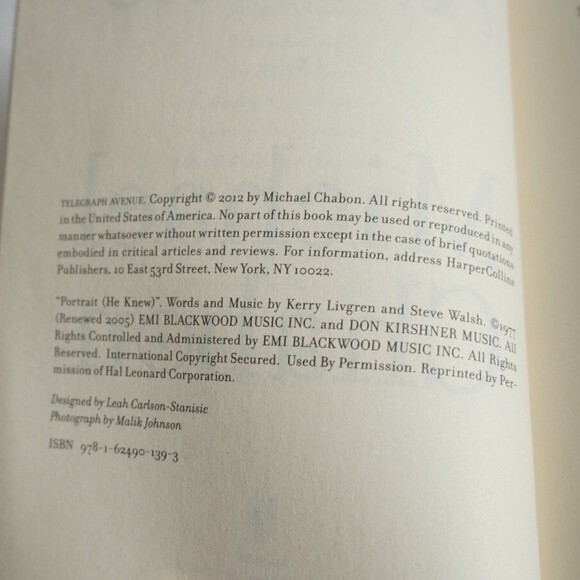 TELEGRAPH AVENUE. Copyright © 2012 by Michael Chabon. All rights reserved. Printed
in the United States of America. No part of this book may be used or reproduced in any
manner whatsoever without written permission except in the case of brief quotations
embodied in critical articles and reviews. For information, address HarperCollins
Publishers, 10 East 53rd Street, New York, NY 10022.
"Portrait (He Knew)". Words and Music by Kerry Livgren and Steve Walsh. ©1977
(Renewed 2005) EMI BLACKWOOD MUSIC INC. and DON KIRSHNER MUSIC. All
Rights Controlled and Administered by EMI BLACKWOOD MUSIC INC. All Rights
Reserved. International Copyright Secured. Used By Permission. Reprinted by Per-
mission of Hal Leonard Corporation.
Designed by Leah Carlson-Stanisic
Photograph by Malik Johnson
ISBN 978-1-62490-139-3